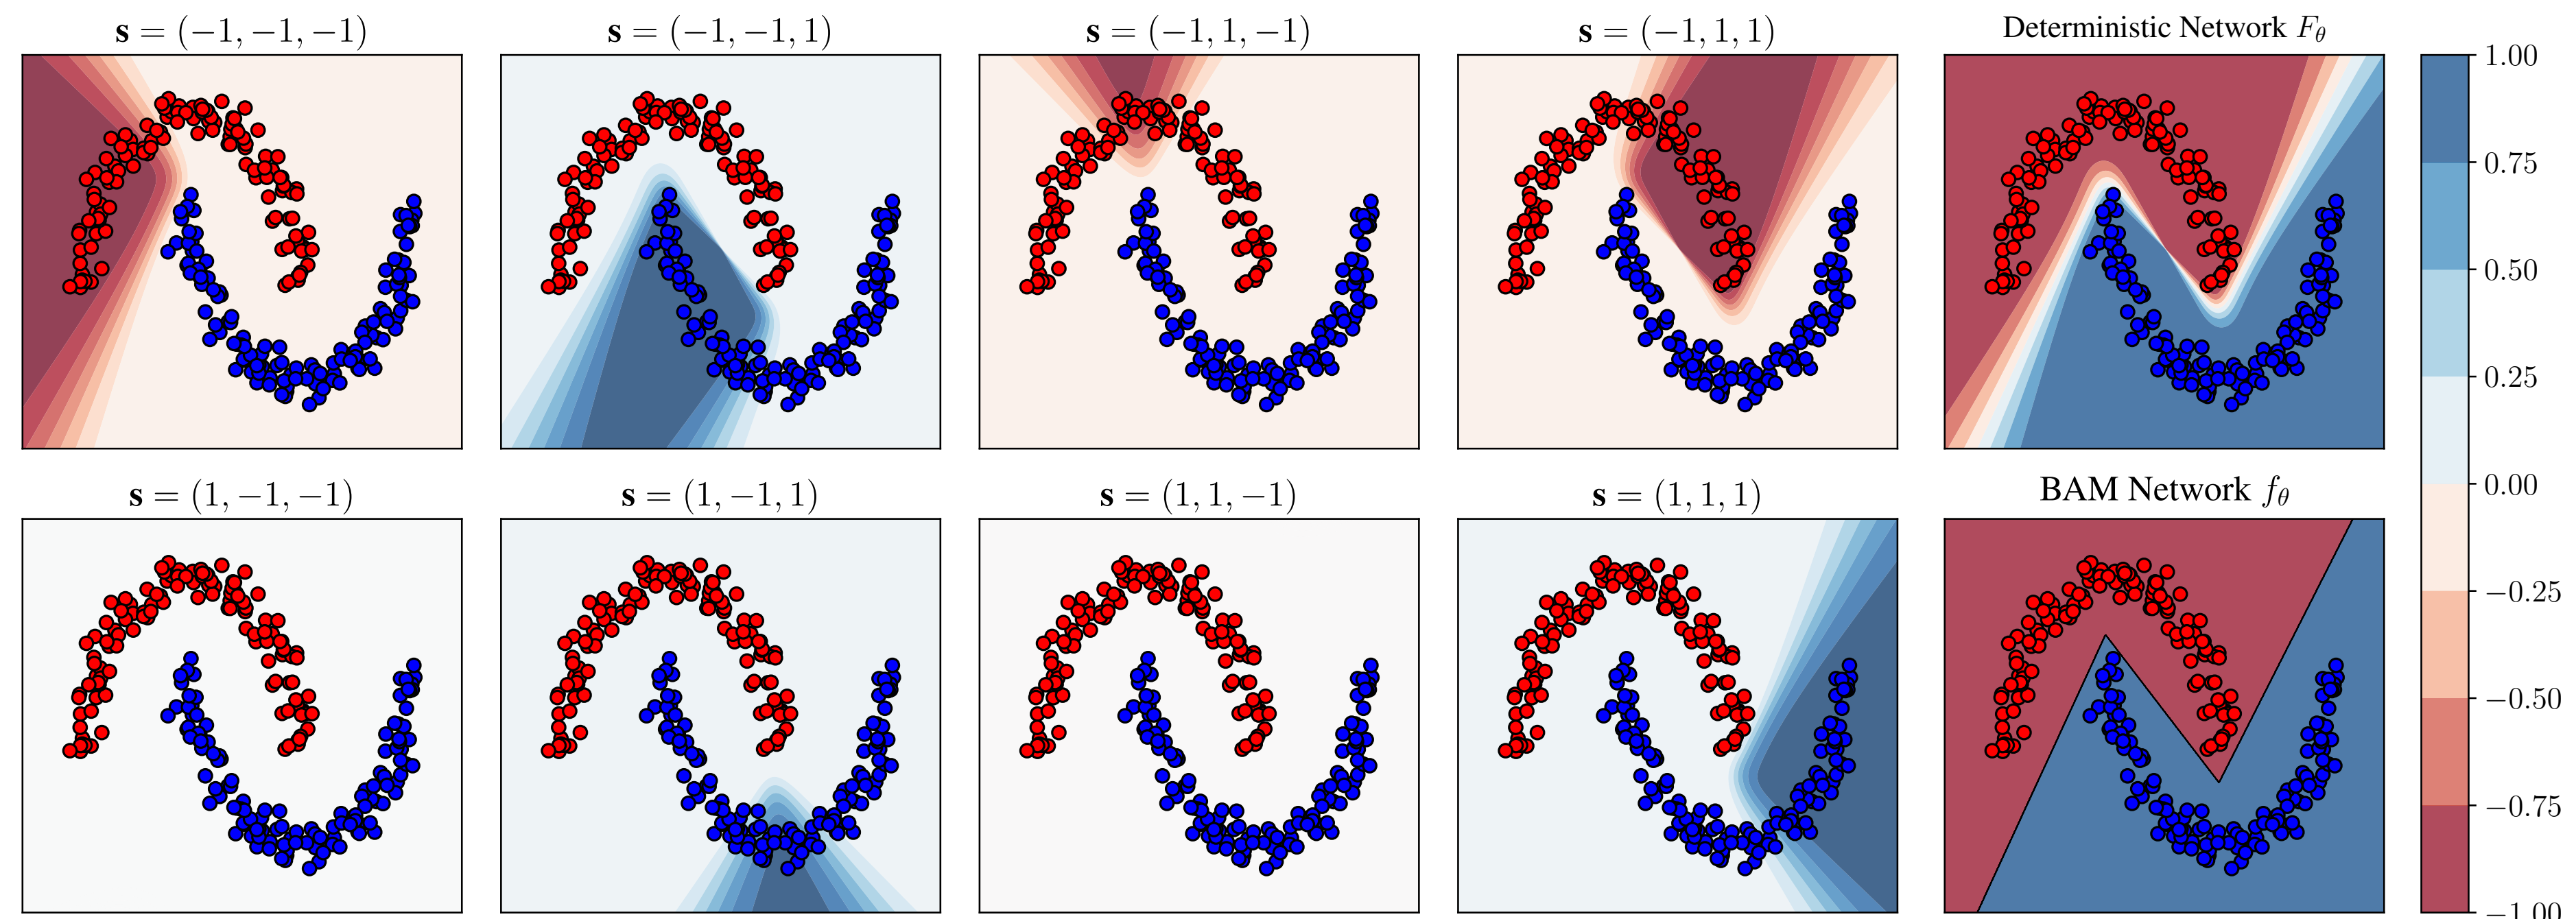 s = (−1, −1, −1)
s = (−1, −1, 1)
s = (−1, 1, −1)
s = (−1, 1, 1)
Deterministic Network F_θ
s = (1, −1, −1)
s = (1, −1, 1)
s = (1, 1, −1)
s = (1, 1, 1)
BAM Network f_θ
1.00
0.75
0.50
0.25
0.00
−0.25
−0.50
−0.75
−1.00